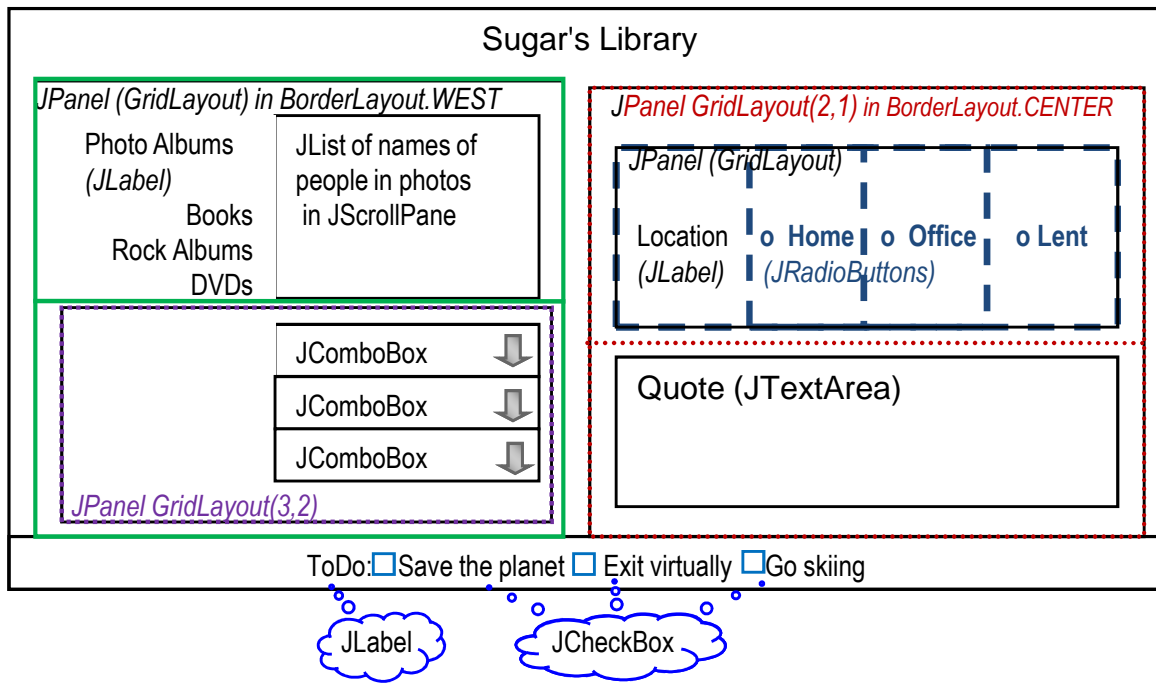 Sugar's Library
JPanel (GridLayout) in BorderLayout.WEST
Photo Albums
(JLabel)
Books
Rock Albums
DVDs
JList of names of
people in photos
in JScrollPane
JComboBox
JComboBox
JComboBox
JPanel GridLayout(3,2)
JPanel GridLayout(2,1) in BorderLayout.CENTER
JPanel (GridLayout)
Location o Home o Office o Lent
(JLabel) (JRadioButtons)
Quote (JTextArea)
ToDo: Save the planet Exit virtually Go skiing
JLabel JCheckBox